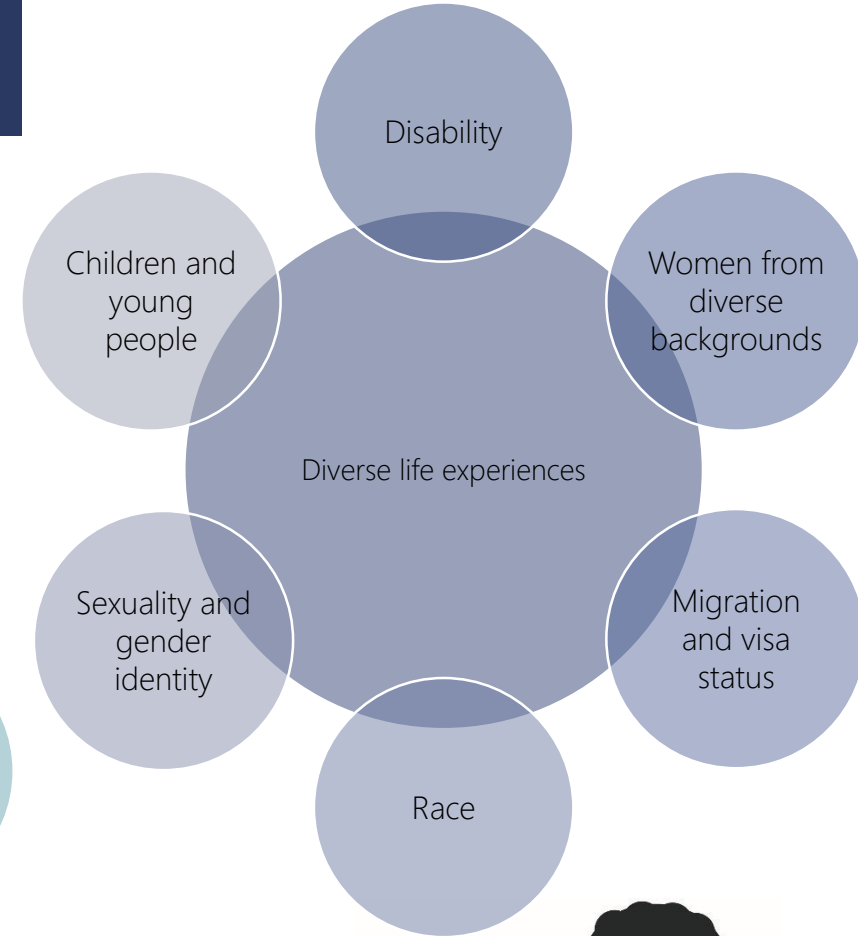 Disability
Children and
young
people
Women from
diverse
backgrounds
Diverse life experiences
Sexuality and
gender
identity
Migration
and visa
status
Race